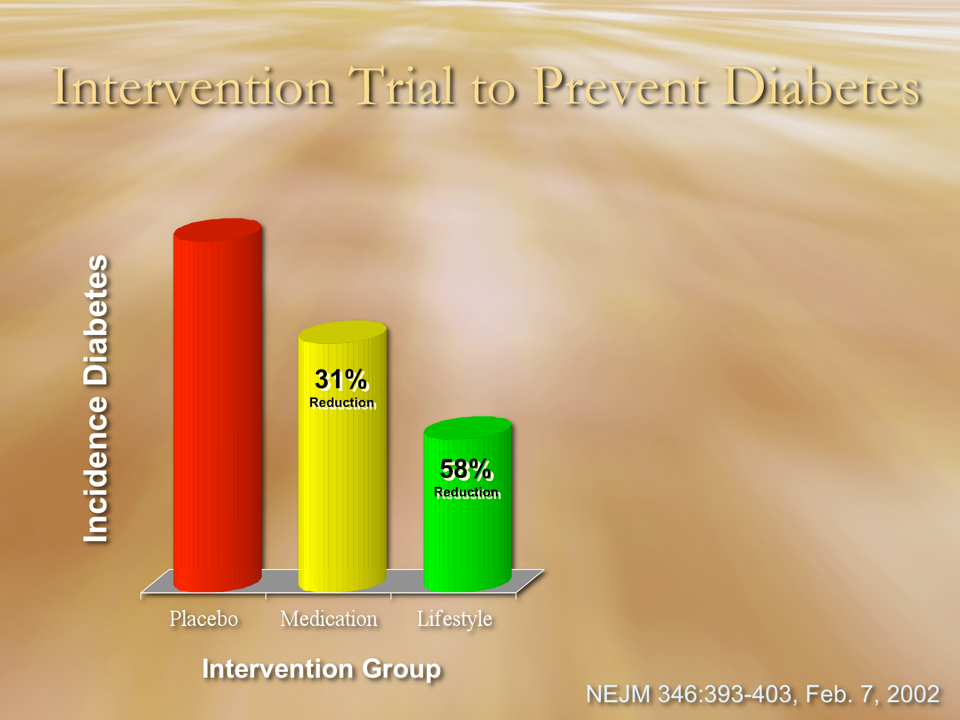 Intervention Trial to Prevent Diabetes
Incidence Diabetes
31%
Reduction
58%
Reduction
Placebo
Medication
Lifestyle
Intervention Group
NEJM 346:393-403, Feb. 7, 2002